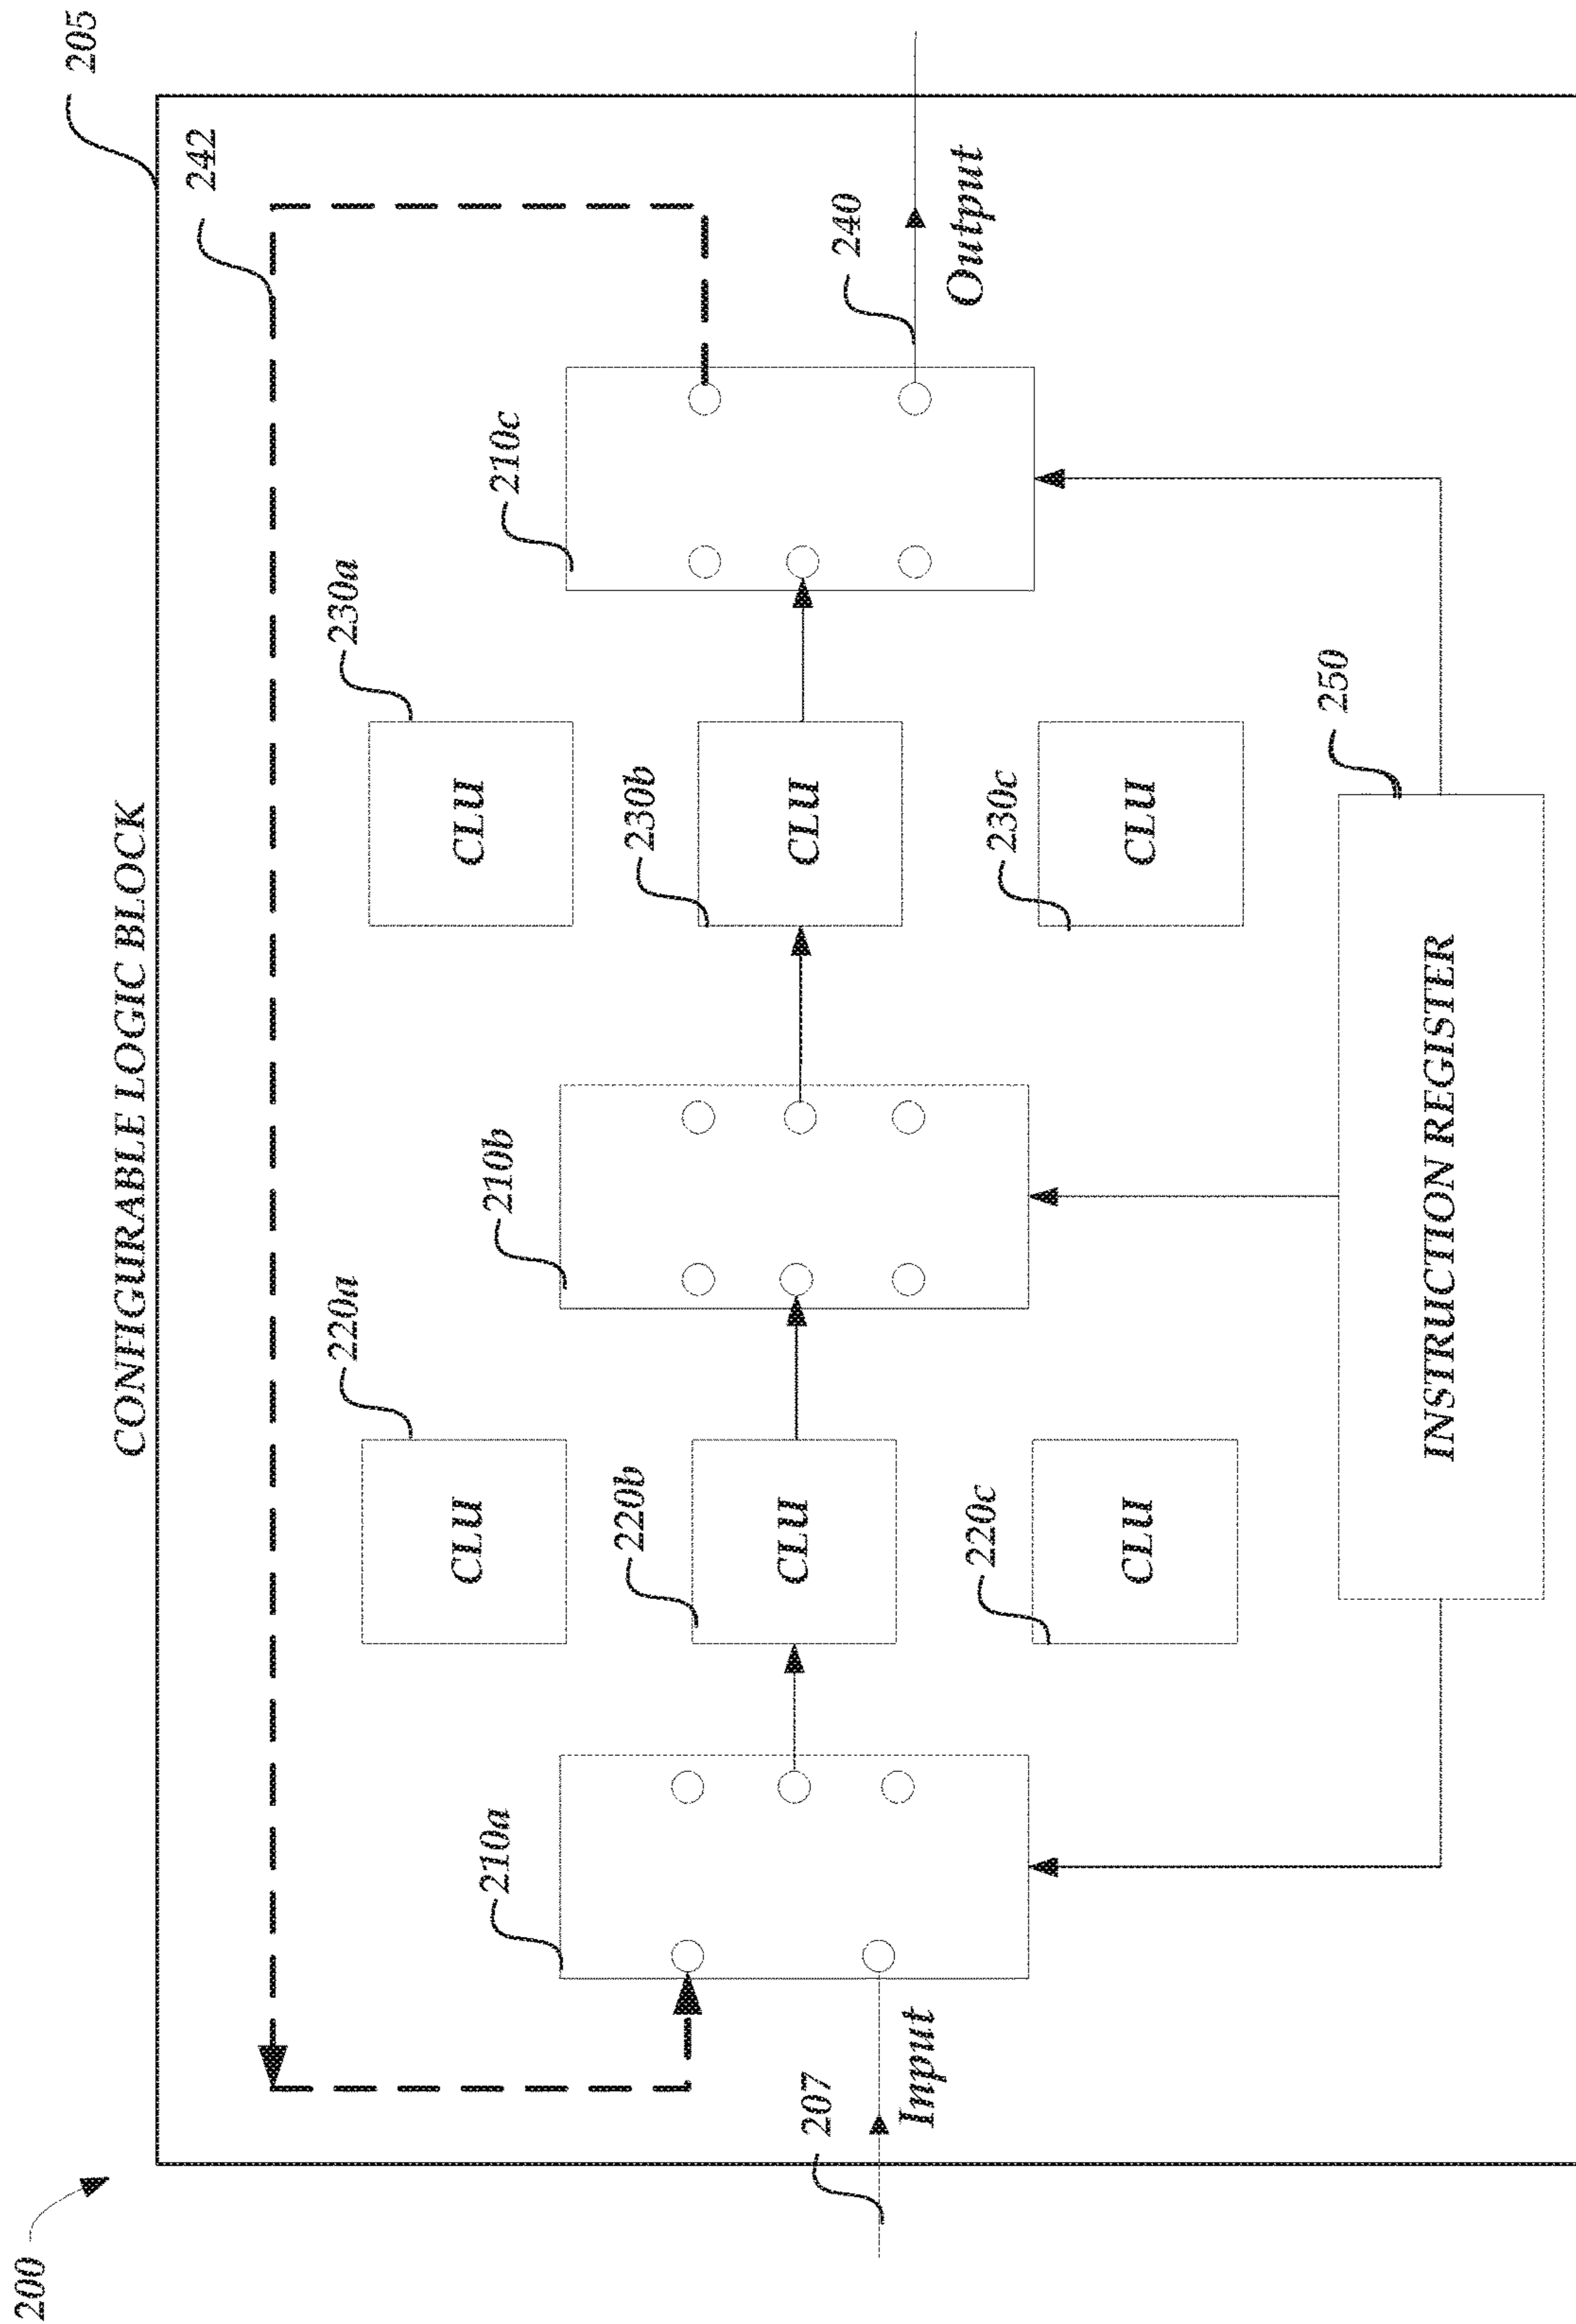 200
CONFIGURABLE LOGIC BLOCK
205
242
220a
230a
210a
210b
210c
220b
230b
CLU
CLU
CLU
CLU
207
Input
240
Output
220c
230c
CLU
CLU
250
INSTRUCTION REGISTER